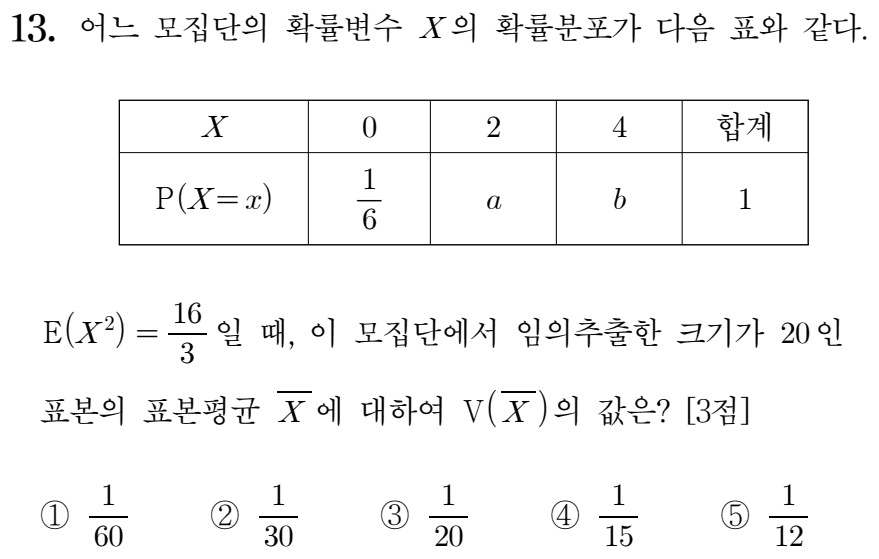 13. 어느 모집단의 확률변수 X의 확률분포가 다음 표와 같다.
X 0 2 4 합계
P(X=x) 1/6 a b 1
E(X²)=16/3일 때, 이 모집단에서 임의추출한 크기가 20인
표본의 표본평균 X̅에 대하여 V(X̅)의 값은? [3점]
① 1/60 ② 1/30 ③ 1/20 ④ 1/15 ⑤ 1/12